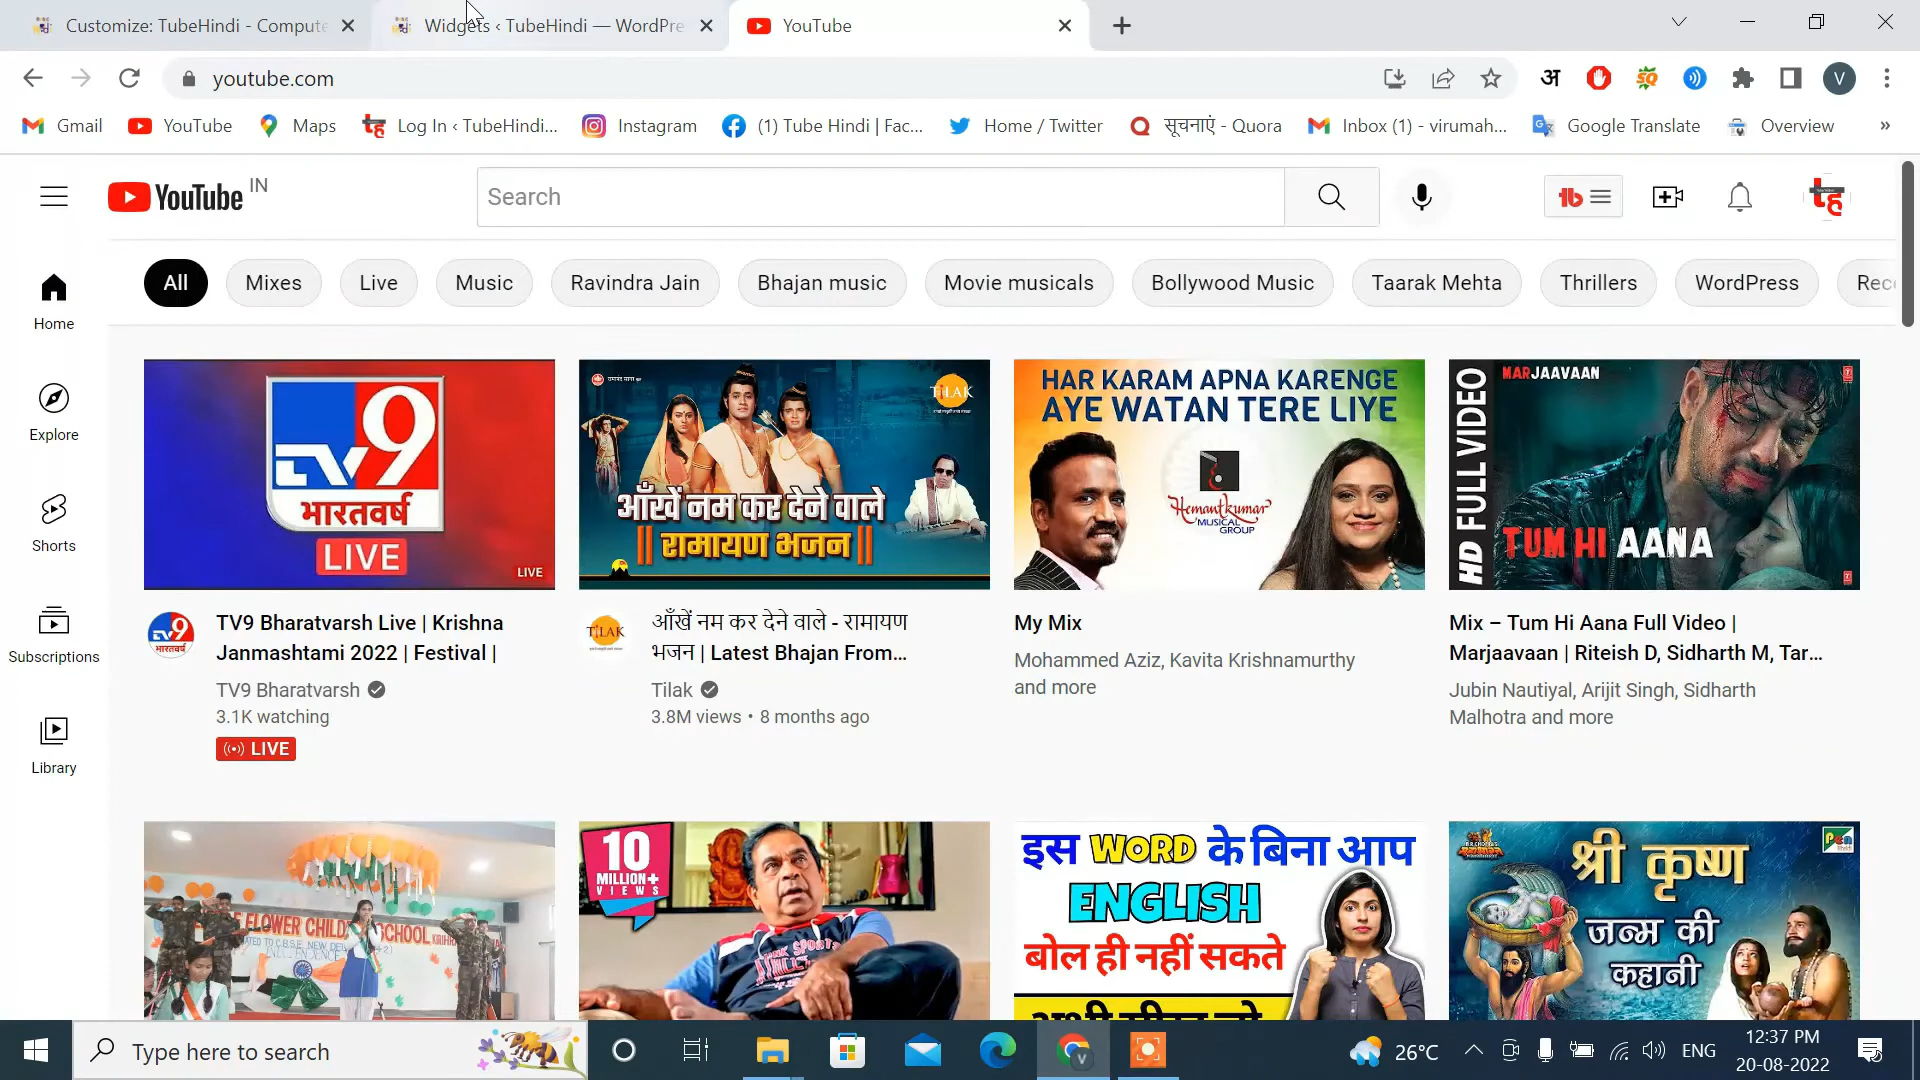 Customize: TubeHindi - Compute
Widgets ‹ TubeHindi — WordPre
YouTube
youtube.com
अ
SQ
V
Gmail
YouTube
Maps
Log In ‹ TubeHindi...
Instagram
(1) Tube Hindi | Fac...
Home / Twitter
सूचनाएं - Quora
Inbox (1) - virumah...
Google Translate
Overview
»
YouTube IN
Search
All
Mixes
Live
Music
Ravindra Jain
Bhajan music
Movie musicals
Bollywood Music
Taarak Mehta
Thrillers
WordPress
Rec
Home
Explore
Shorts
Subscriptions
Library
TV9
भारतवर्ष
LIVE
LIVE
TILAK
आँखें नम कर देने वाले
|| रामायण भजन ||
HAR KARAM APNA KARENGE
AYE WATAN TERE LIYE
Hemantkumar
MUSICAL
GROUP
HD FULL VIDEO
MARJAAVAAN
TUM HI AANA
TV9 Bharatvarsh Live | Krishna
Janmashtami 2022 | Festival |
TV9 Bharatvarsh
3.1K watching
LIVE
आँखें नम कर देने वाले - रामायण
भजन | Latest Bhajan From...
Tilak
3.8M views • 8 months ago
My Mix
Mohammed Aziz, Kavita Krishnamurthy
and more
Mix – Tum Hi Aana Full Video |
Marjaavaan | Riteish D, Sidharth M, Tar...
Jubin Nautiyal, Arijit Singh, Sidharth
Malhotra and more
FLOWER CHILD SCHOOL
10
MILLION+
VIEWS
इस WORD के बिना आप
ENGLISH
बोल ही नहीं सकते
Pen
श्री कृष्ण
जन्म की
कहानी
Type here to search
26°C
ENG
12:37 PM
20-08-2022